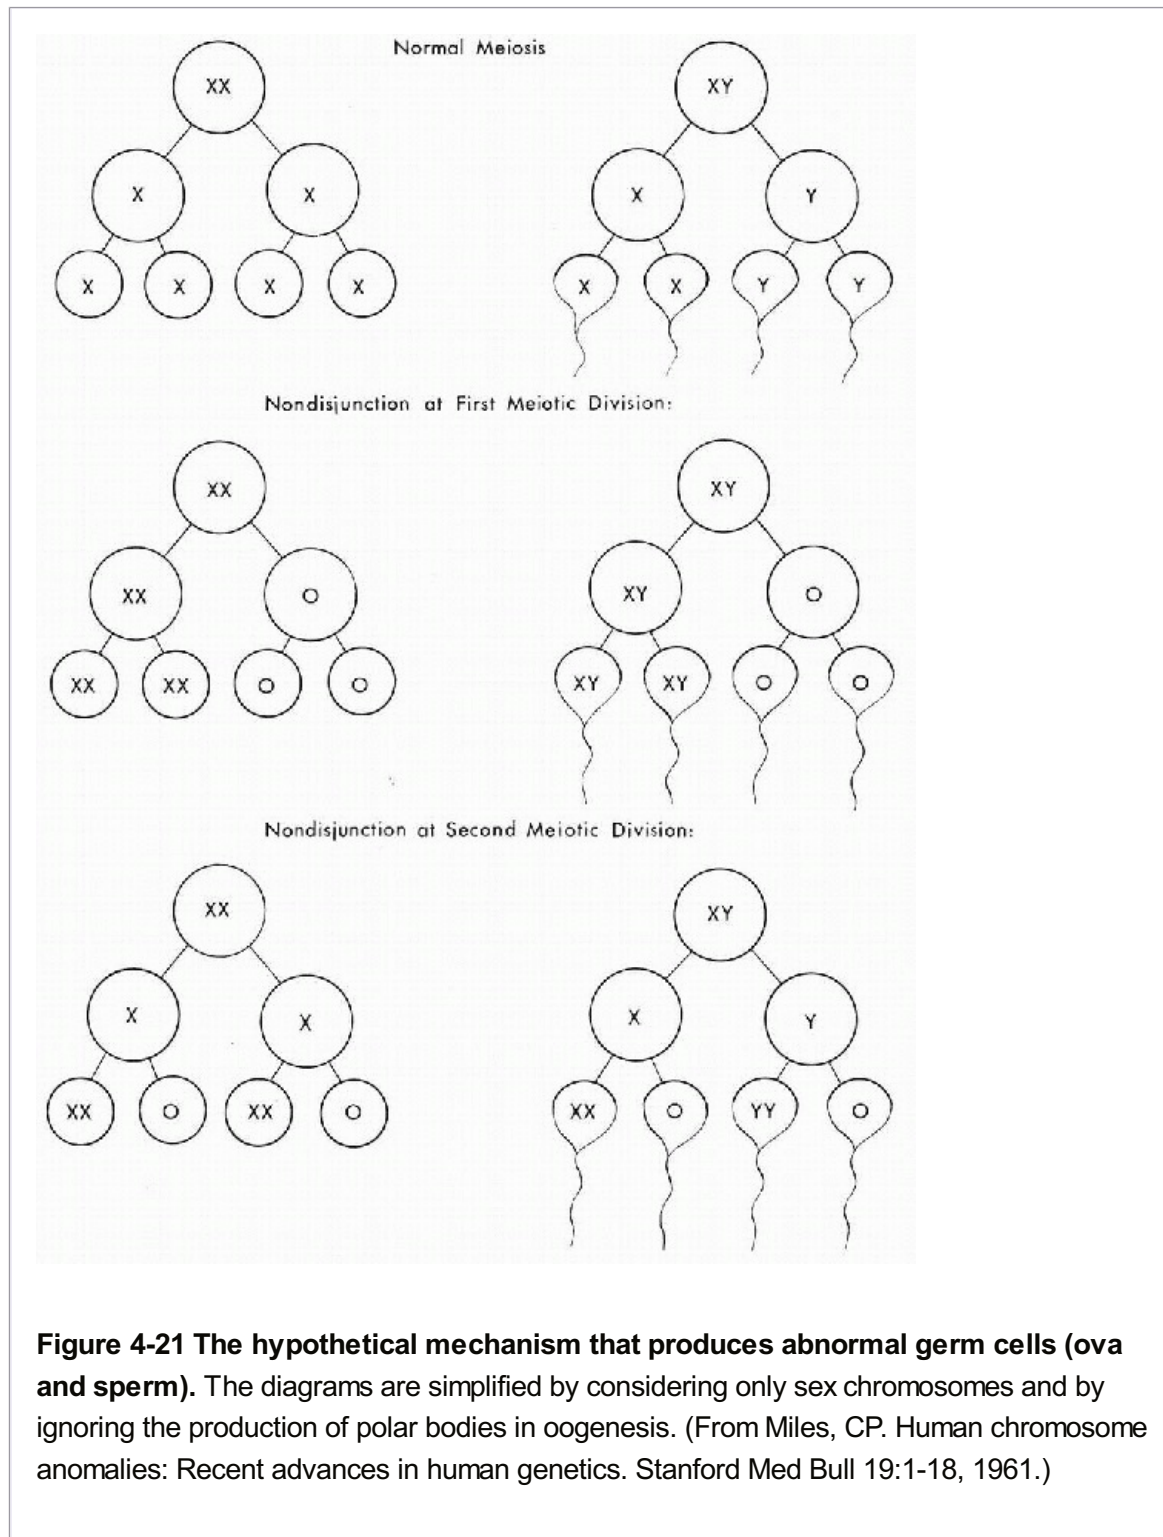 Normal Meiosis
XX XY
X X X Y
X X X X X X Y Y
Nondisjunction at First Meiotic Division:
XX XY
XX O XY O
XX XX O O XY XY O O
Nondisjunction at Second Meiotic Division:
XX XY
X X X Y
XX O XX O XX O YY O
Figure 4-21 The hypothetical mechanism that produces abnormal germ cells (ova
and sperm). The diagrams are simplified by considering only sex chromosomes and by
ignoring the production of polar bodies in oogenesis. (From Miles, CP. Human chromosome
anomalies: Recent advances in human genetics. Stanford Med Bull 19:1-18, 1961.)